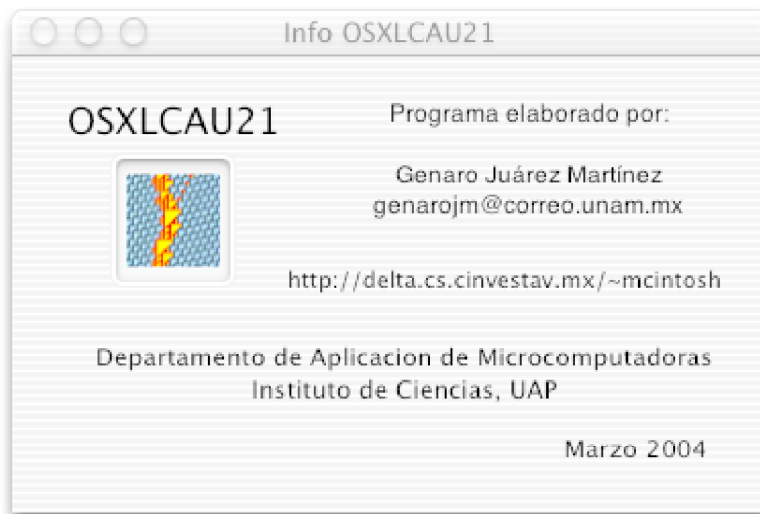 Info OSXLCAU21
OSXLCAU21
Programa elaborado por:
Genaro Juárez Martínez
genarojm@correo.unam.mx
http://delta.cs.cinvestav.mx/~mcintosh
Departamento de Aplicacion de Microcomputadoras
Instituto de Ciencias, UAP
Marzo 2004